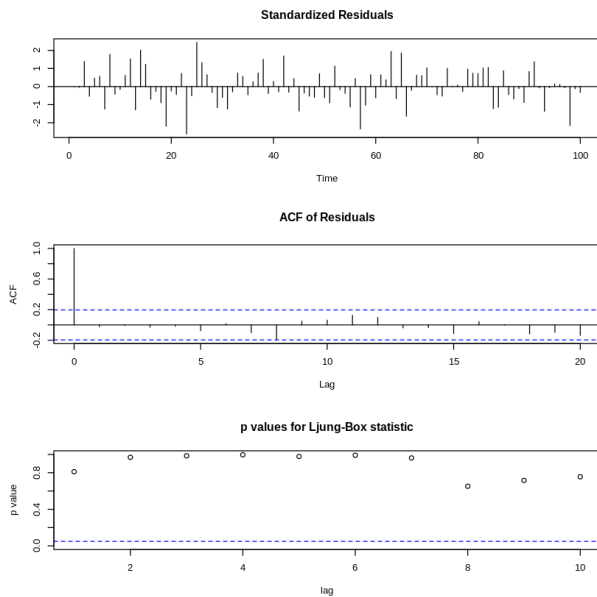 Standardized Residuals
2
1
0
-1
-2
0 20 40 60 80 100
Time
ACF of Residuals
1.0
0.6
0.2
-0.2
ACF
0 5 10 15 20
Lag
p values for Ljung-Box statistic
0.8
0.4
0.0
p value
2 4 6 8 10
lag